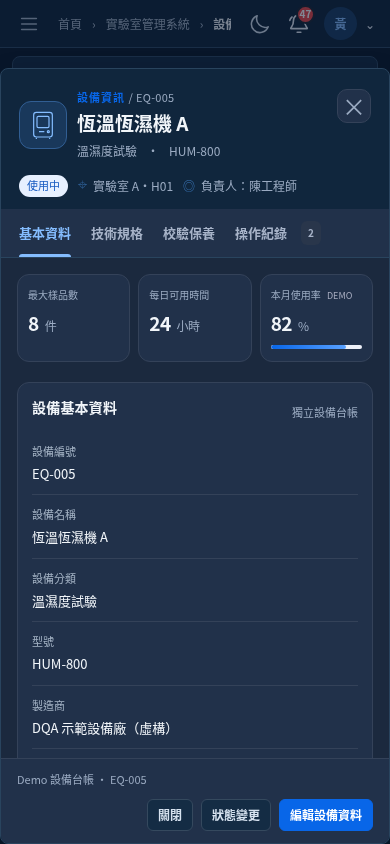 首頁 › 實驗室管理系統 › 設備
47
黃
設備資訊 / EQ-005
恆溫恆濕機 A
溫濕度試驗 • HUM-800
使用中 實驗室 A・H01 負責人：陳工程師
基本資料 技術規格 校驗保養 操作紀錄 2
最大樣品數
8 件
每日可用時間
24 小時
本月使用率 DEMO
82 %
設備基本資料
獨立設備台帳
設備編號
EQ-005
設備名稱
恆溫恆濕機 A
設備分類
溫濕度試驗
型號
HUM-800
製造商
DQA 示範設備廠（虛構）
Demo 設備台帳 • EQ-005
關閉 狀態變更 編輯設備資料